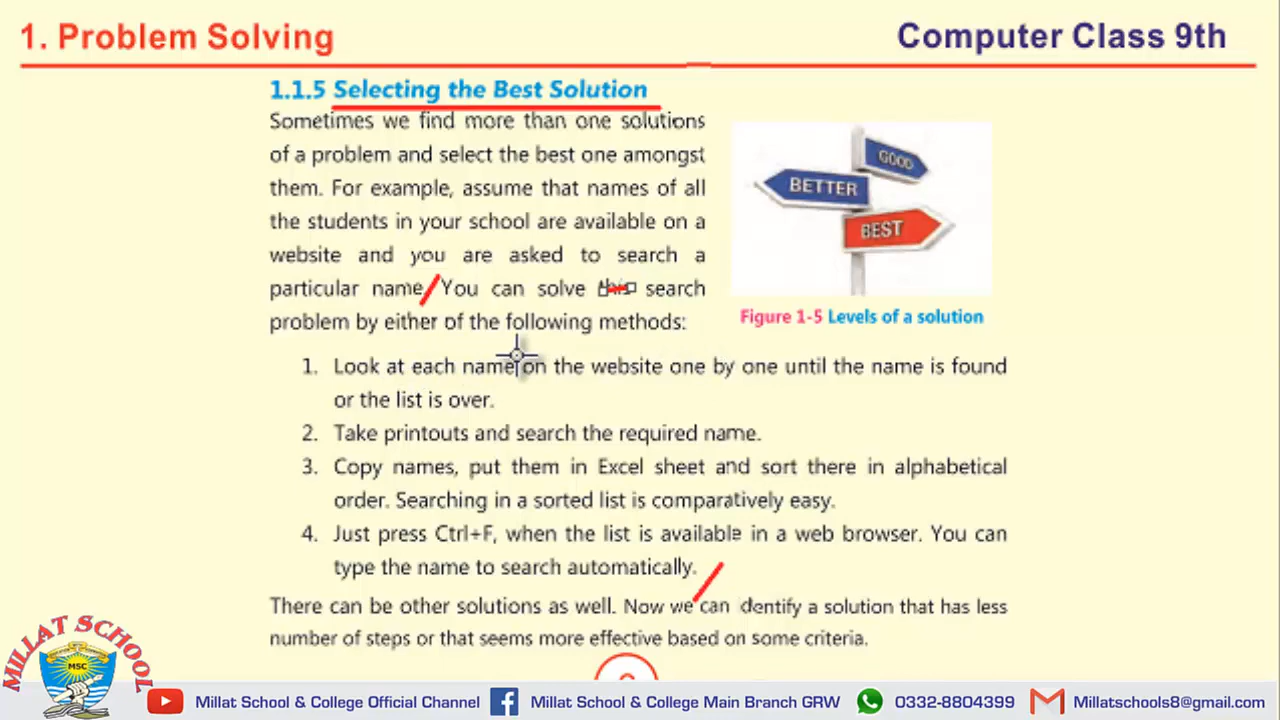 1. Problem Solving
Computer Class 9th
1.1.5 Selecting the Best Solution
Sometimes we find more than one solutions
of a problem and select the best one amongst
them. For example, assume that names of all
the students in your school are available on a
website and you are asked to search a
particular name. You can solve this search
problem by either of the following methods:
GOOD
BETTER
BEST
Figure 1-5 Levels of a solution
1. Look at each name on the website one by one until the name is found
or the list is over.
2. Take printouts and search the required name.
3. Copy names, put them in Excel sheet and sort there in alphabetical
order. Searching in a sorted list is comparatively easy.
4. Just press Ctrl+F, when the list is available in a web browser. You can
type the name to search automatically.
There can be other solutions as well. Now we can identify a solution that has less
number of steps or that seems more effective based on some criteria.
MILLAT SCHOOL
MSC
Millat School & College Official Channel
Millat School & College Main Branch GRW
0332-8804399
Millatschools8@gmail.com